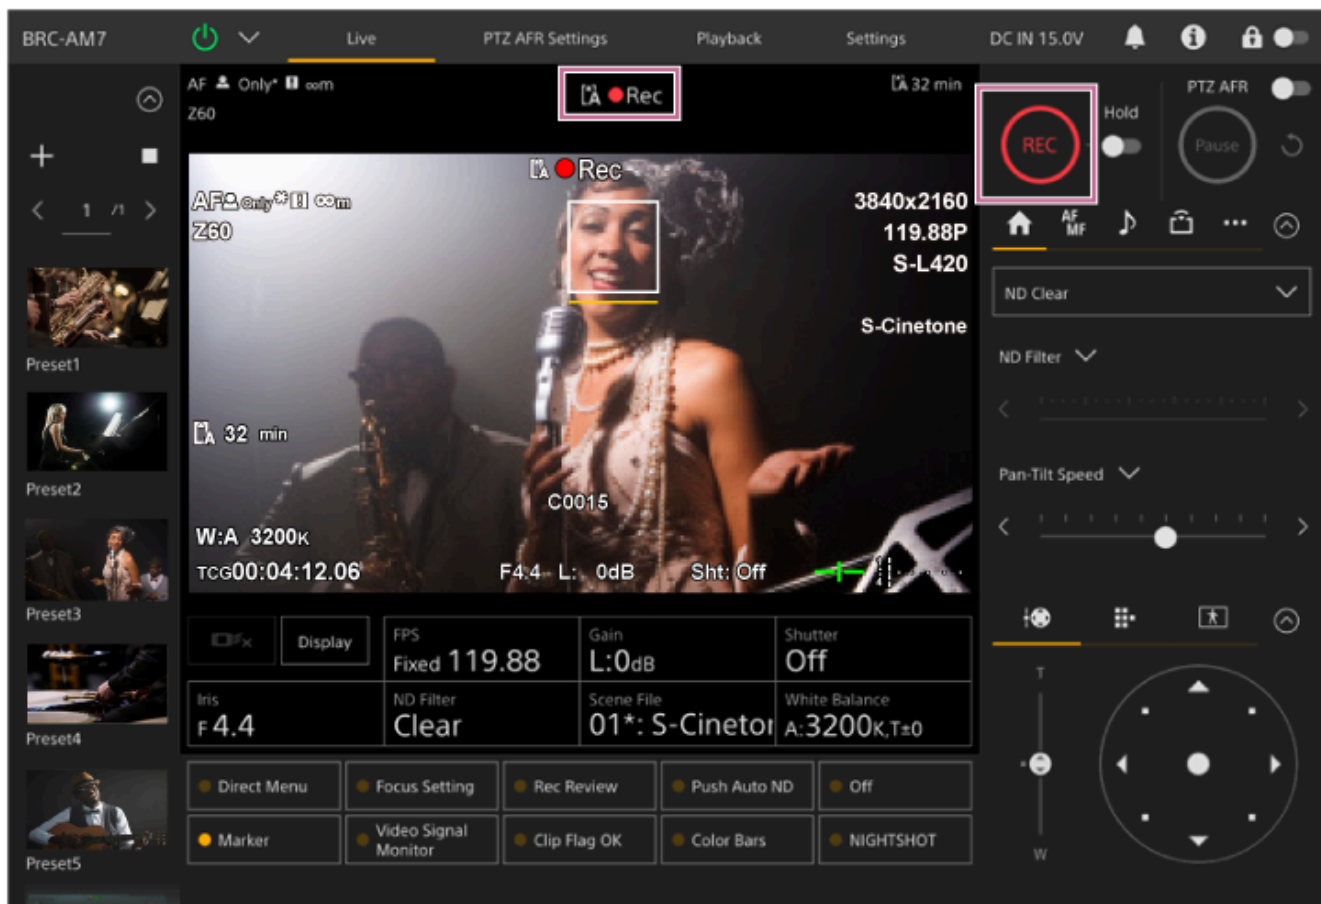 BRC-AM7
Live
PTZ AFR Settings
Playback
Settings
DC IN 15.0V
AF Only* ∞m
Z60
A Rec
A 32 min
REC
Hold
PTZ AFR
Pause
1 /1
A Rec
AF Only* ∞m
Z60
3840x2160
119.88P
S-L420
S-Cinetone
A 32 min
C0015
W:A 3200K
TCG00:04:12.06
F4.4 L: 0dB Sht: Off
AF MF
ND Clear
ND Filter
Pan-Tilt Speed
T
W
Preset1
Preset2
Preset3
Preset4
Preset5
Display
FPS
Fixed 119.88
Gain
L:0dB
Shutter
Off
Iris
F 4.4
ND Filter
Clear
Scene File
01*: S-Cinetor
White Balance
A:3200K,T±0
Direct Menu
Focus Setting
Rec Review
Push Auto ND
Off
Marker
Video Signal
Monitor
Clip Flag OK
Color Bars
NIGHTSHOT